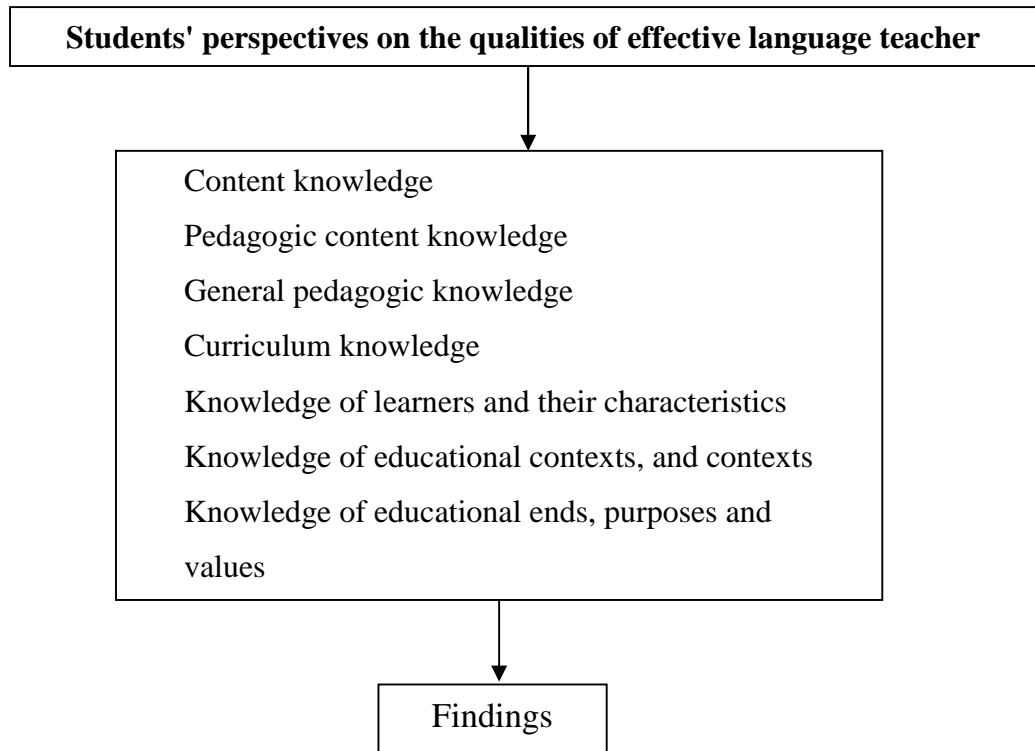 Students' perspectives on the qualities of effective language teacher
Content knowledge
Pedagogic content knowledge
General pedagogic knowledge
Curriculum knowledge
Knowledge of learners and their characteristics
Knowledge of educational contexts, and contexts
Knowledge of educational ends, purposes and
values
Findings